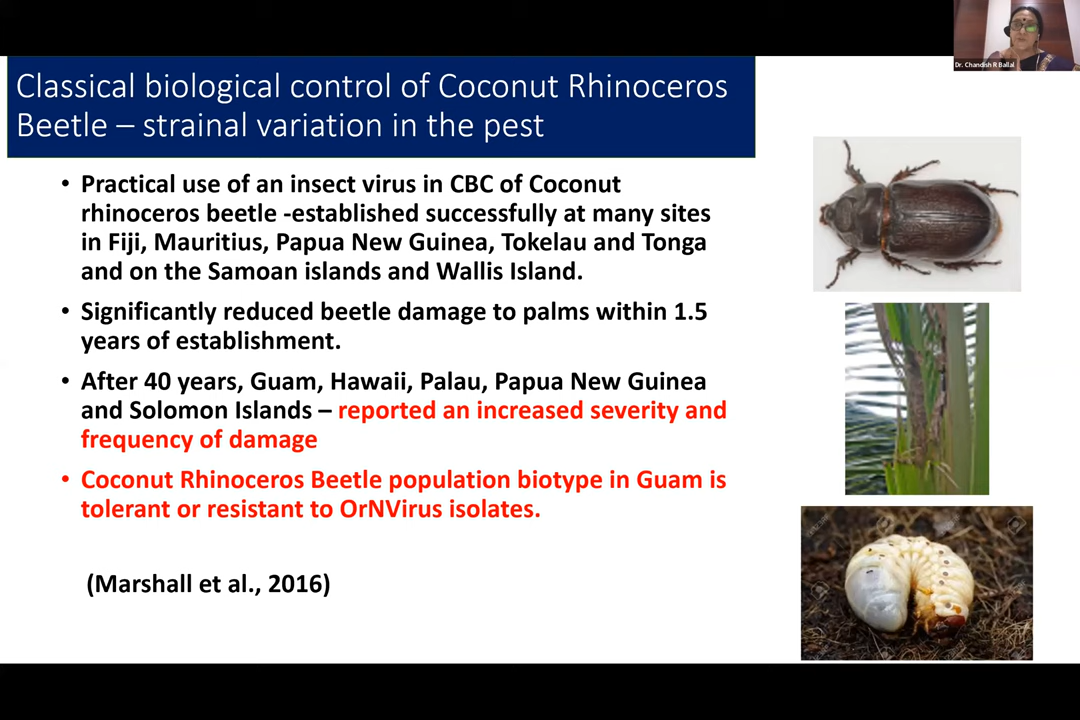 Dr. Chandish R Ballal
Classical biological control of Coconut Rhinoceros
Beetle – strainal variation in the pest
• Practical use of an insect virus in CBC of Coconut
rhinoceros beetle -established successfully at many sites
in Fiji, Mauritius, Papua New Guinea, Tokelau and Tonga
and on the Samoan islands and Wallis Island.
• Significantly reduced beetle damage to palms within 1.5
years of establishment.
• After 40 years, Guam, Hawaii, Palau, Papua New Guinea
and Solomon Islands – reported an increased severity and
frequency of damage
• Coconut Rhinoceros Beetle population biotype in Guam is
tolerant or resistant to OrNVirus isolates.
(Marshall et al., 2016)